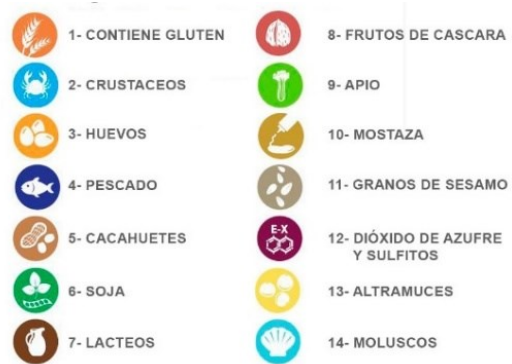 1- CONTIENE GLUTEN
2- CRUSTACEOS
3- HUEVOS
4- PESCADO
5- CACAHUETES
6- SOJA
7- LACTEOS
8- FRUTOS DE CASCARA
9- APIO
10- MOSTAZA
11- GRANOS DE SESAMO
E-X
12- DIÓXIDO DE AZUFRE
Y SULFITOS
13- ALTRAMUCES
14- MOLUSCOS